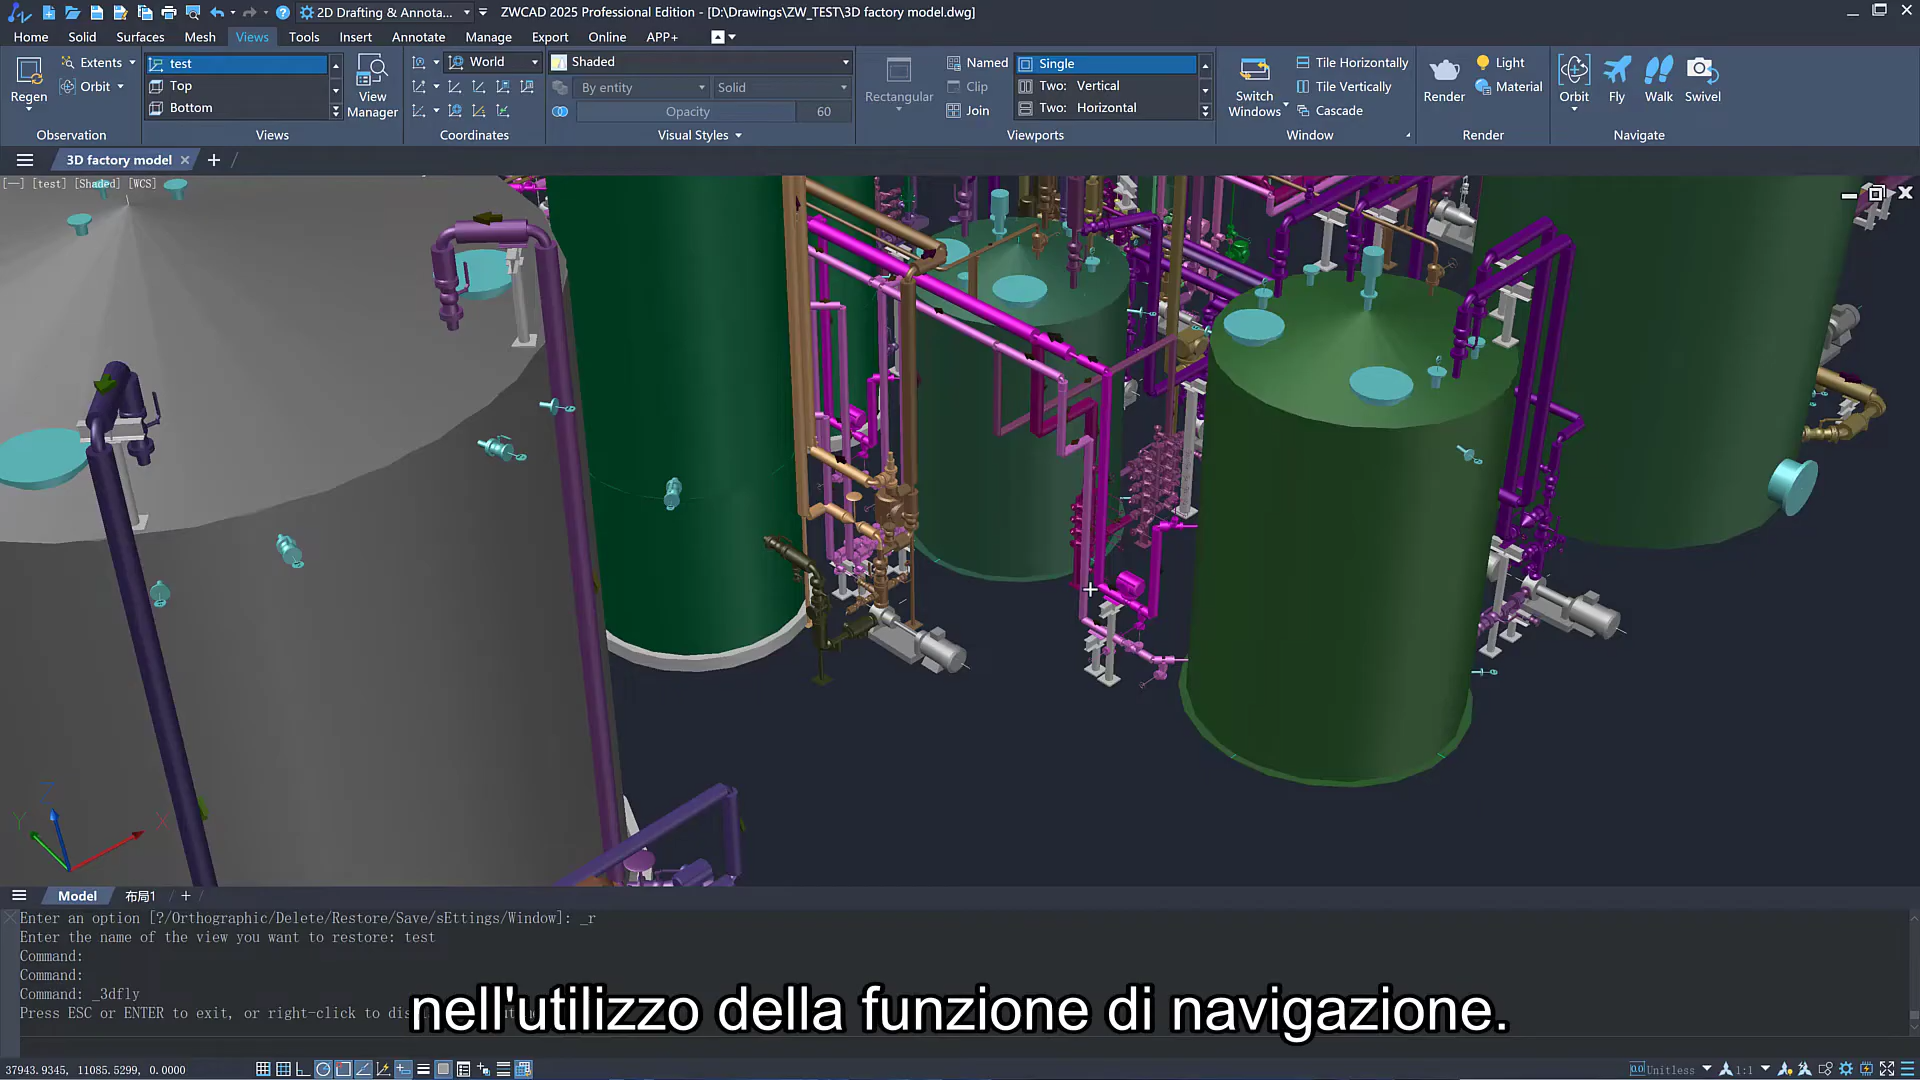 2D Drafting & Annota...
ZWCAD 2025 Professional Edition - [D:\Drawings\ZW_TEST\3D factory model.dwg]
Home Solid Surfaces Mesh Views Tools Insert Annotate Manage Export Online APP+
Regen
Extents
Orbit
Observation
test
Top
Bottom
View Manager
Views
World
Coordinates
Shaded
By entity Solid
Opacity 60
Visual Styles
Rectangular
Named
Clip
Join
Single
Two: Vertical
Two: Horizontal
Viewports
Switch Windows
Tile Horizontally
Tile Vertically
Cascade
Window
Render
Light
Material
Render
Orbit Fly Walk Swivel
Navigate
3D factory model
[—] [test] [Shaded] [WCS]
Z
Y
X
Model 布局1
Enter an option [?/Orthographic/Delete/Restore/Save/sEttings/Window]: _r
Enter the name of the view you want to restore: test
Command:
Command:
Command: _3dfly
Press ESC or ENTER to exit, or right-click to
nell'utilizzo della funzione di navigazione.
37943.9345, 11085.5299, 0.0000
0.0 Unitless 1:1